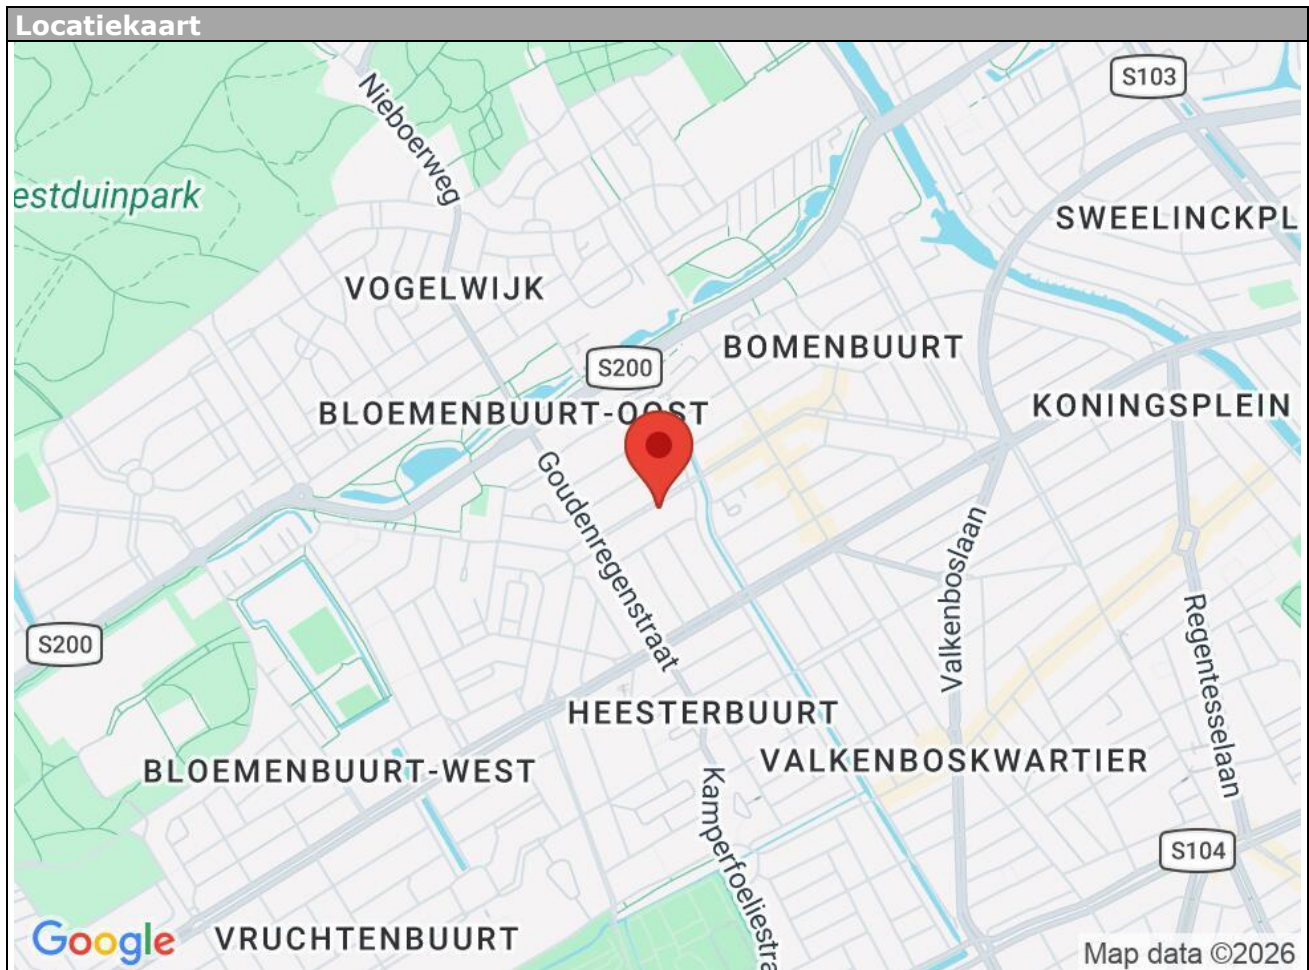 Locatiekaart
S103
Nieboerweg
estduinpark
SWEELINCKPL
VOGELWIJK
BOMENBUURT
S200
BLOEMENBUURT-OOST
KONINGSPLEIN
Goudenregenstraat
Valkenboslaan
S200
Regentesselaan
HEESTERBUURT
VALKENBOSKWARTIER
BLOEMENBUURT-WEST
Kamperfoeliestra
S104
Google
VRUCHTENBUURT
Map data ©2026